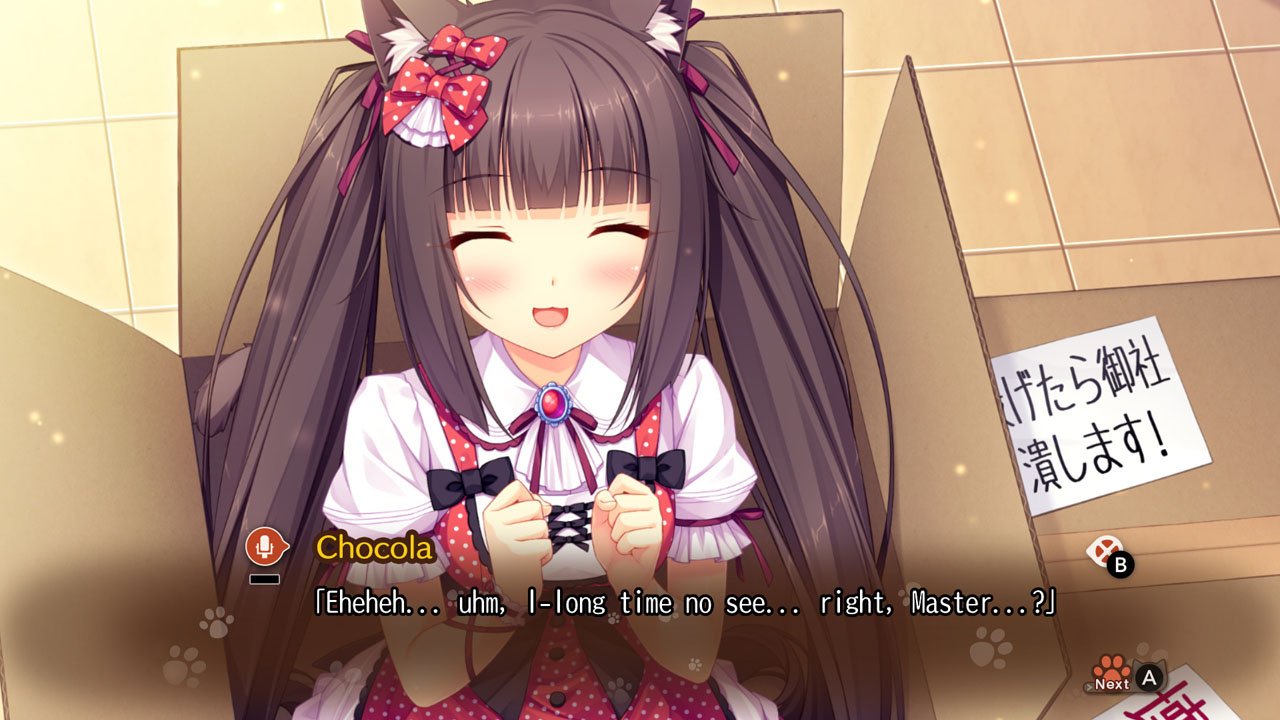 げたら御社
潰します!
Chocola
「Eheheh... uhm, l-long time no see... right, Master...?」
B
Next A